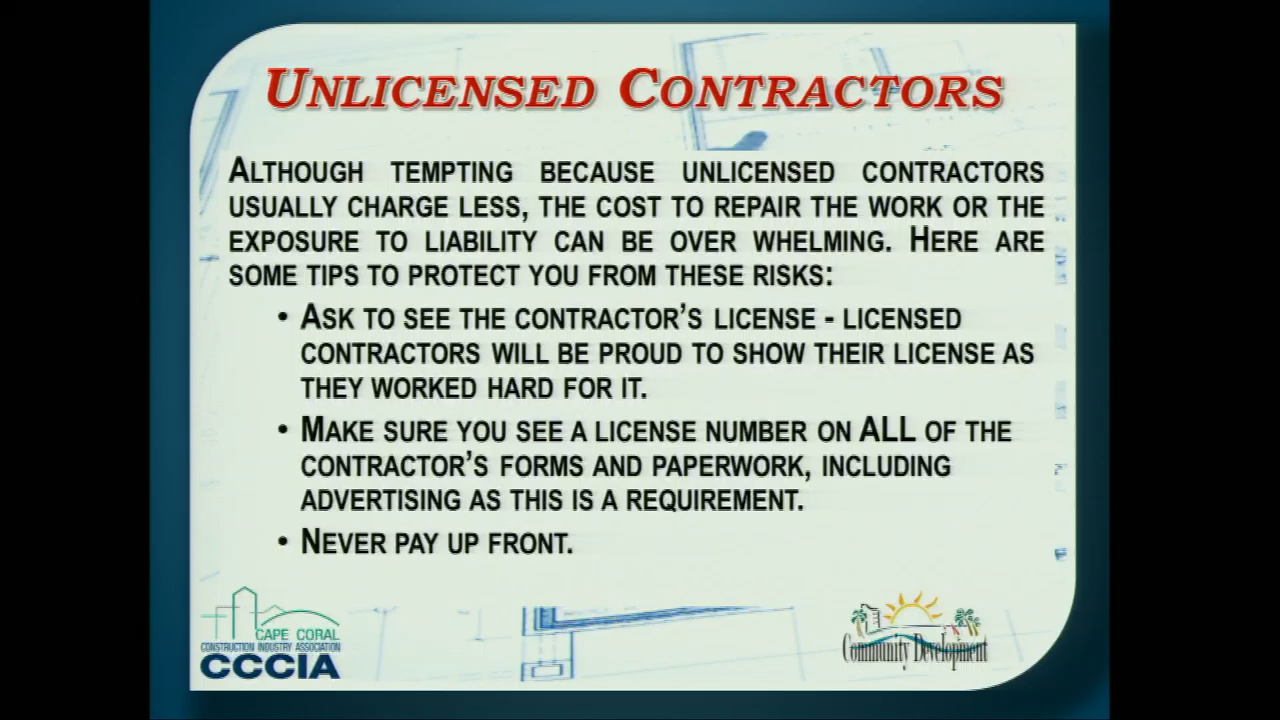 UNLICENSED CONTRACTORS
ALTHOUGH TEMPTING BECAUSE UNLICENSED CONTRACTORS
USUALLY CHARGE LESS, THE COST TO REPAIR THE WORK OR THE
EXPOSURE TO LIABILITY CAN BE OVER WHELMING. HERE ARE
SOME TIPS TO PROTECT YOU FROM THESE RISKS:
• ASK TO SEE THE CONTRACTOR'S LICENSE - LICENSED
CONTRACTORS WILL BE PROUD TO SHOW THEIR LICENSE AS
THEY WORKED HARD FOR IT.
• MAKE SURE YOU SEE A LICENSE NUMBER ON ALL OF THE
CONTRACTOR'S FORMS AND PAPERWORK, INCLUDING
ADVERTISING AS THIS IS A REQUIREMENT.
• NEVER PAY UP FRONT.
CAPE CORAL
CONSTRUCTION INDUSTRY ASSOCIATION
CCCIA
Community Development